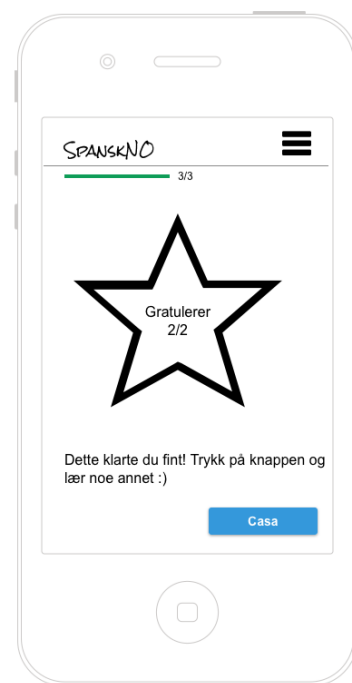 SpanskNO
3/3
Gratulerer
2/2
Dette klarte du fint! Trykk på knappen og
lær noe annet :)
Casa